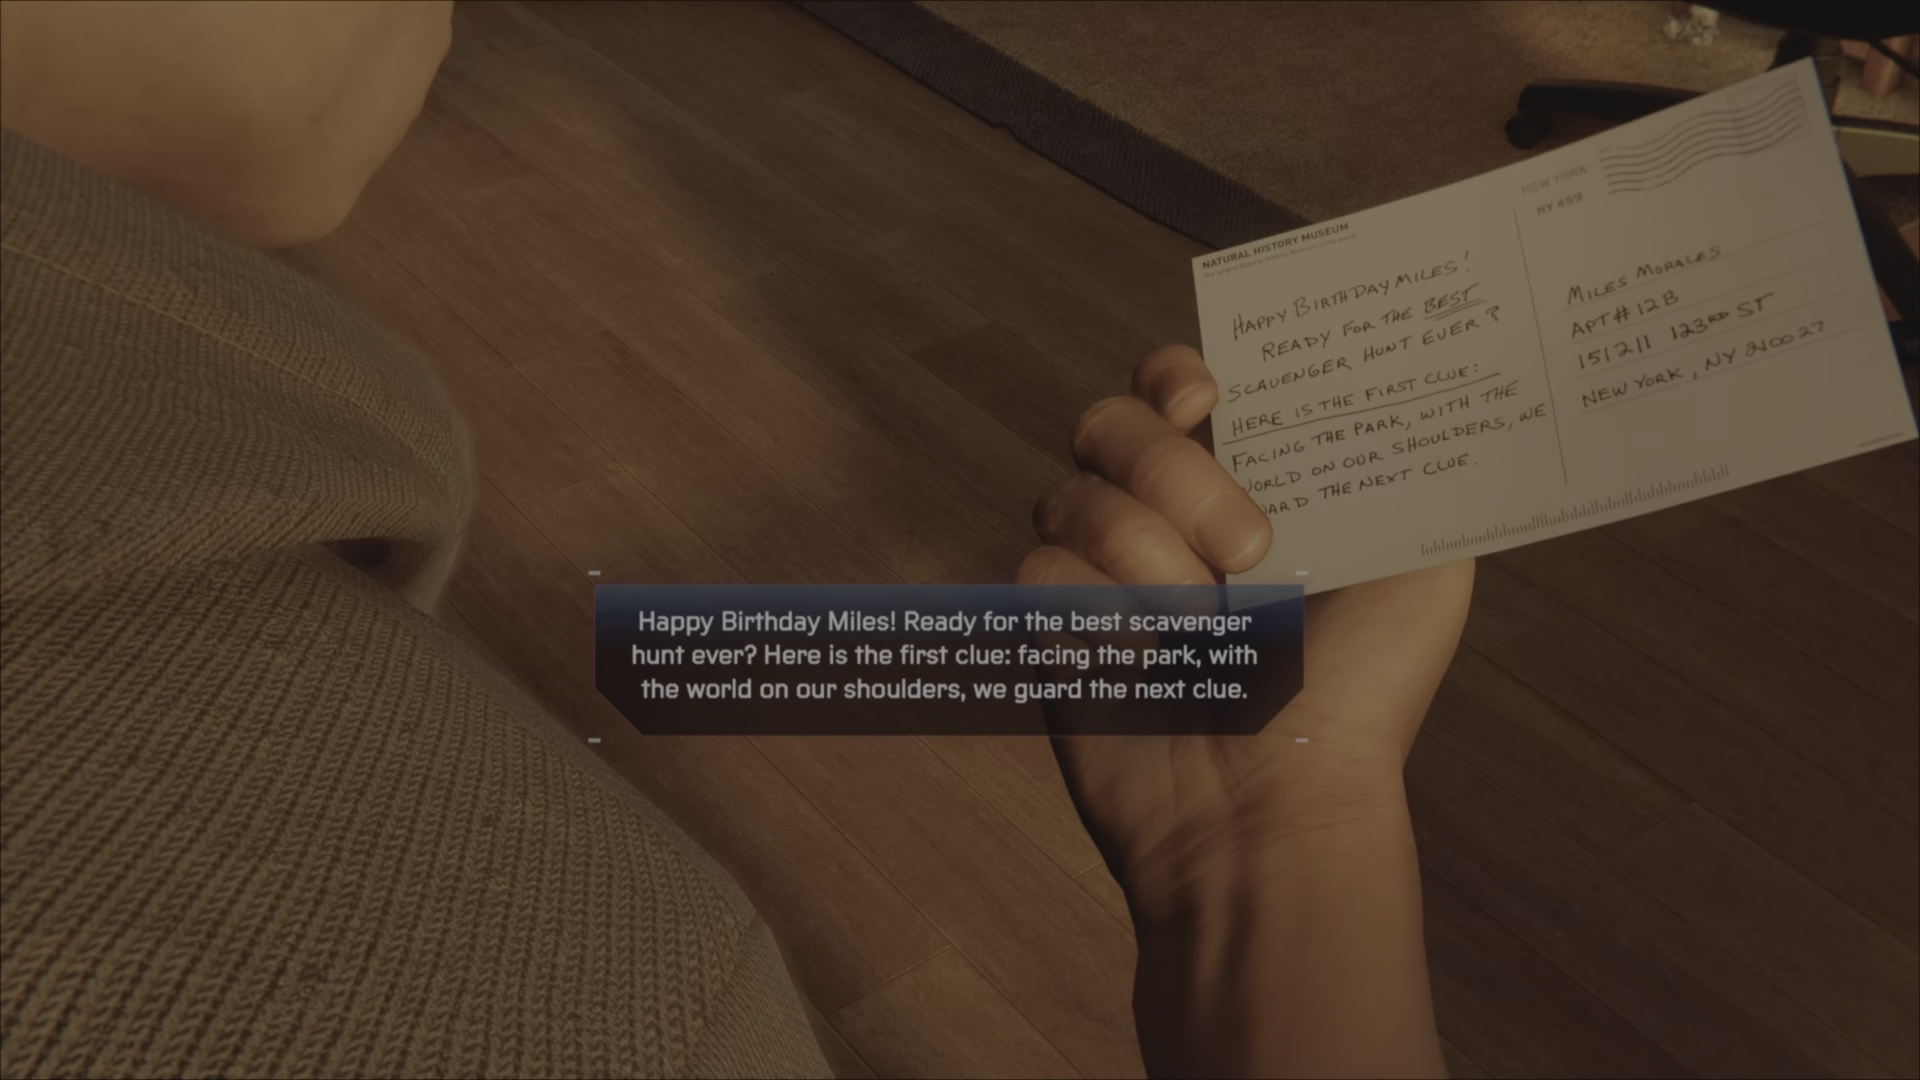 NEW YORK
NY 459
NATURAL HISTORY MUSEUM
HAPPY BIRTHDAY MILES!
READY FOR THE BEST
SCAVENGER HUNT EVER?
HERE IS THE FIRST CLUE:
FACING THE PARK, WITH THE
WORLD ON OUR SHOULDERS, WE
THE NEXT CLUE.
MILES MORALES
APT # 12B
151211 123RD ST
NEW YORK, NY 210027
Happy Birthday Miles! Ready for the best scavenger
hunt ever? Here is the first clue: facing the park, with
the world on our shoulders, we guard the next clue.